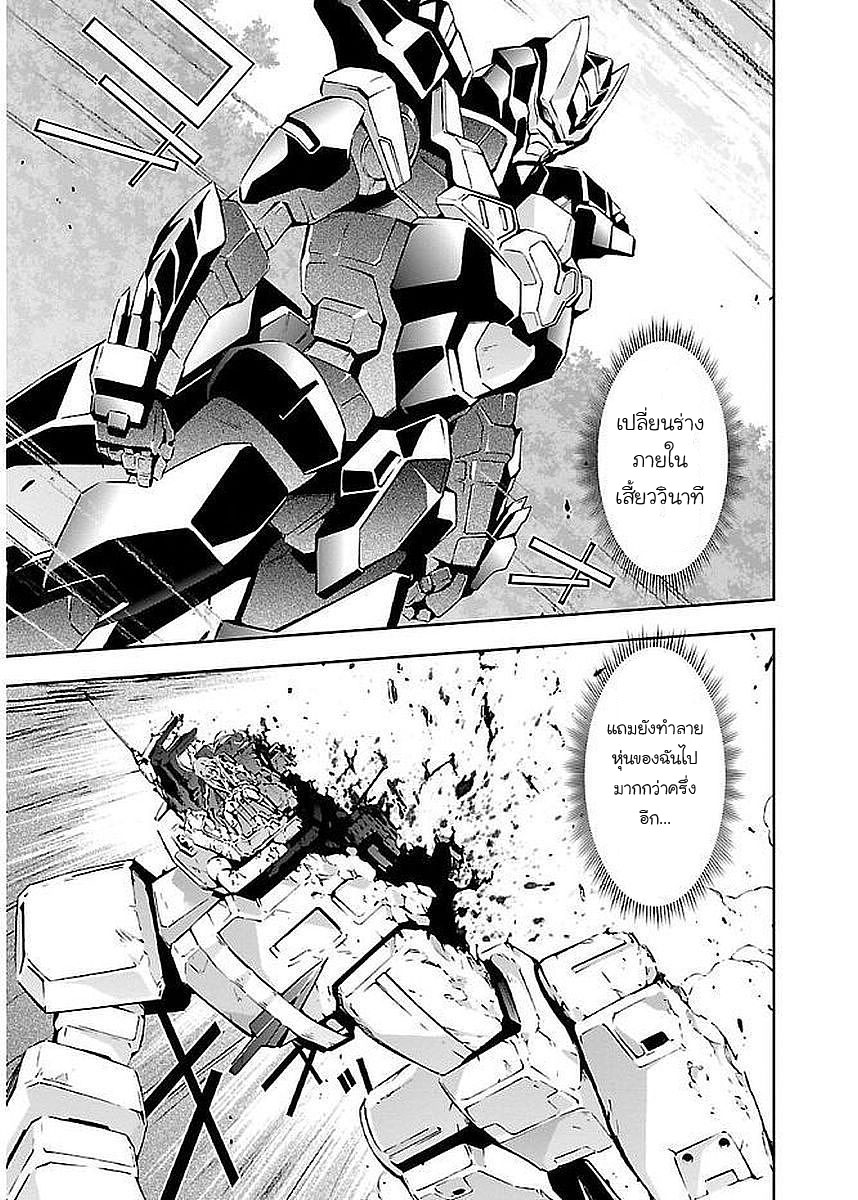 เปลี่ยนร่าง
ภายใน
เสี้ยววินาที
แถมยังทำลาย
หุ่นของฉันไป
มากกว่าครึ่ง
อีก...